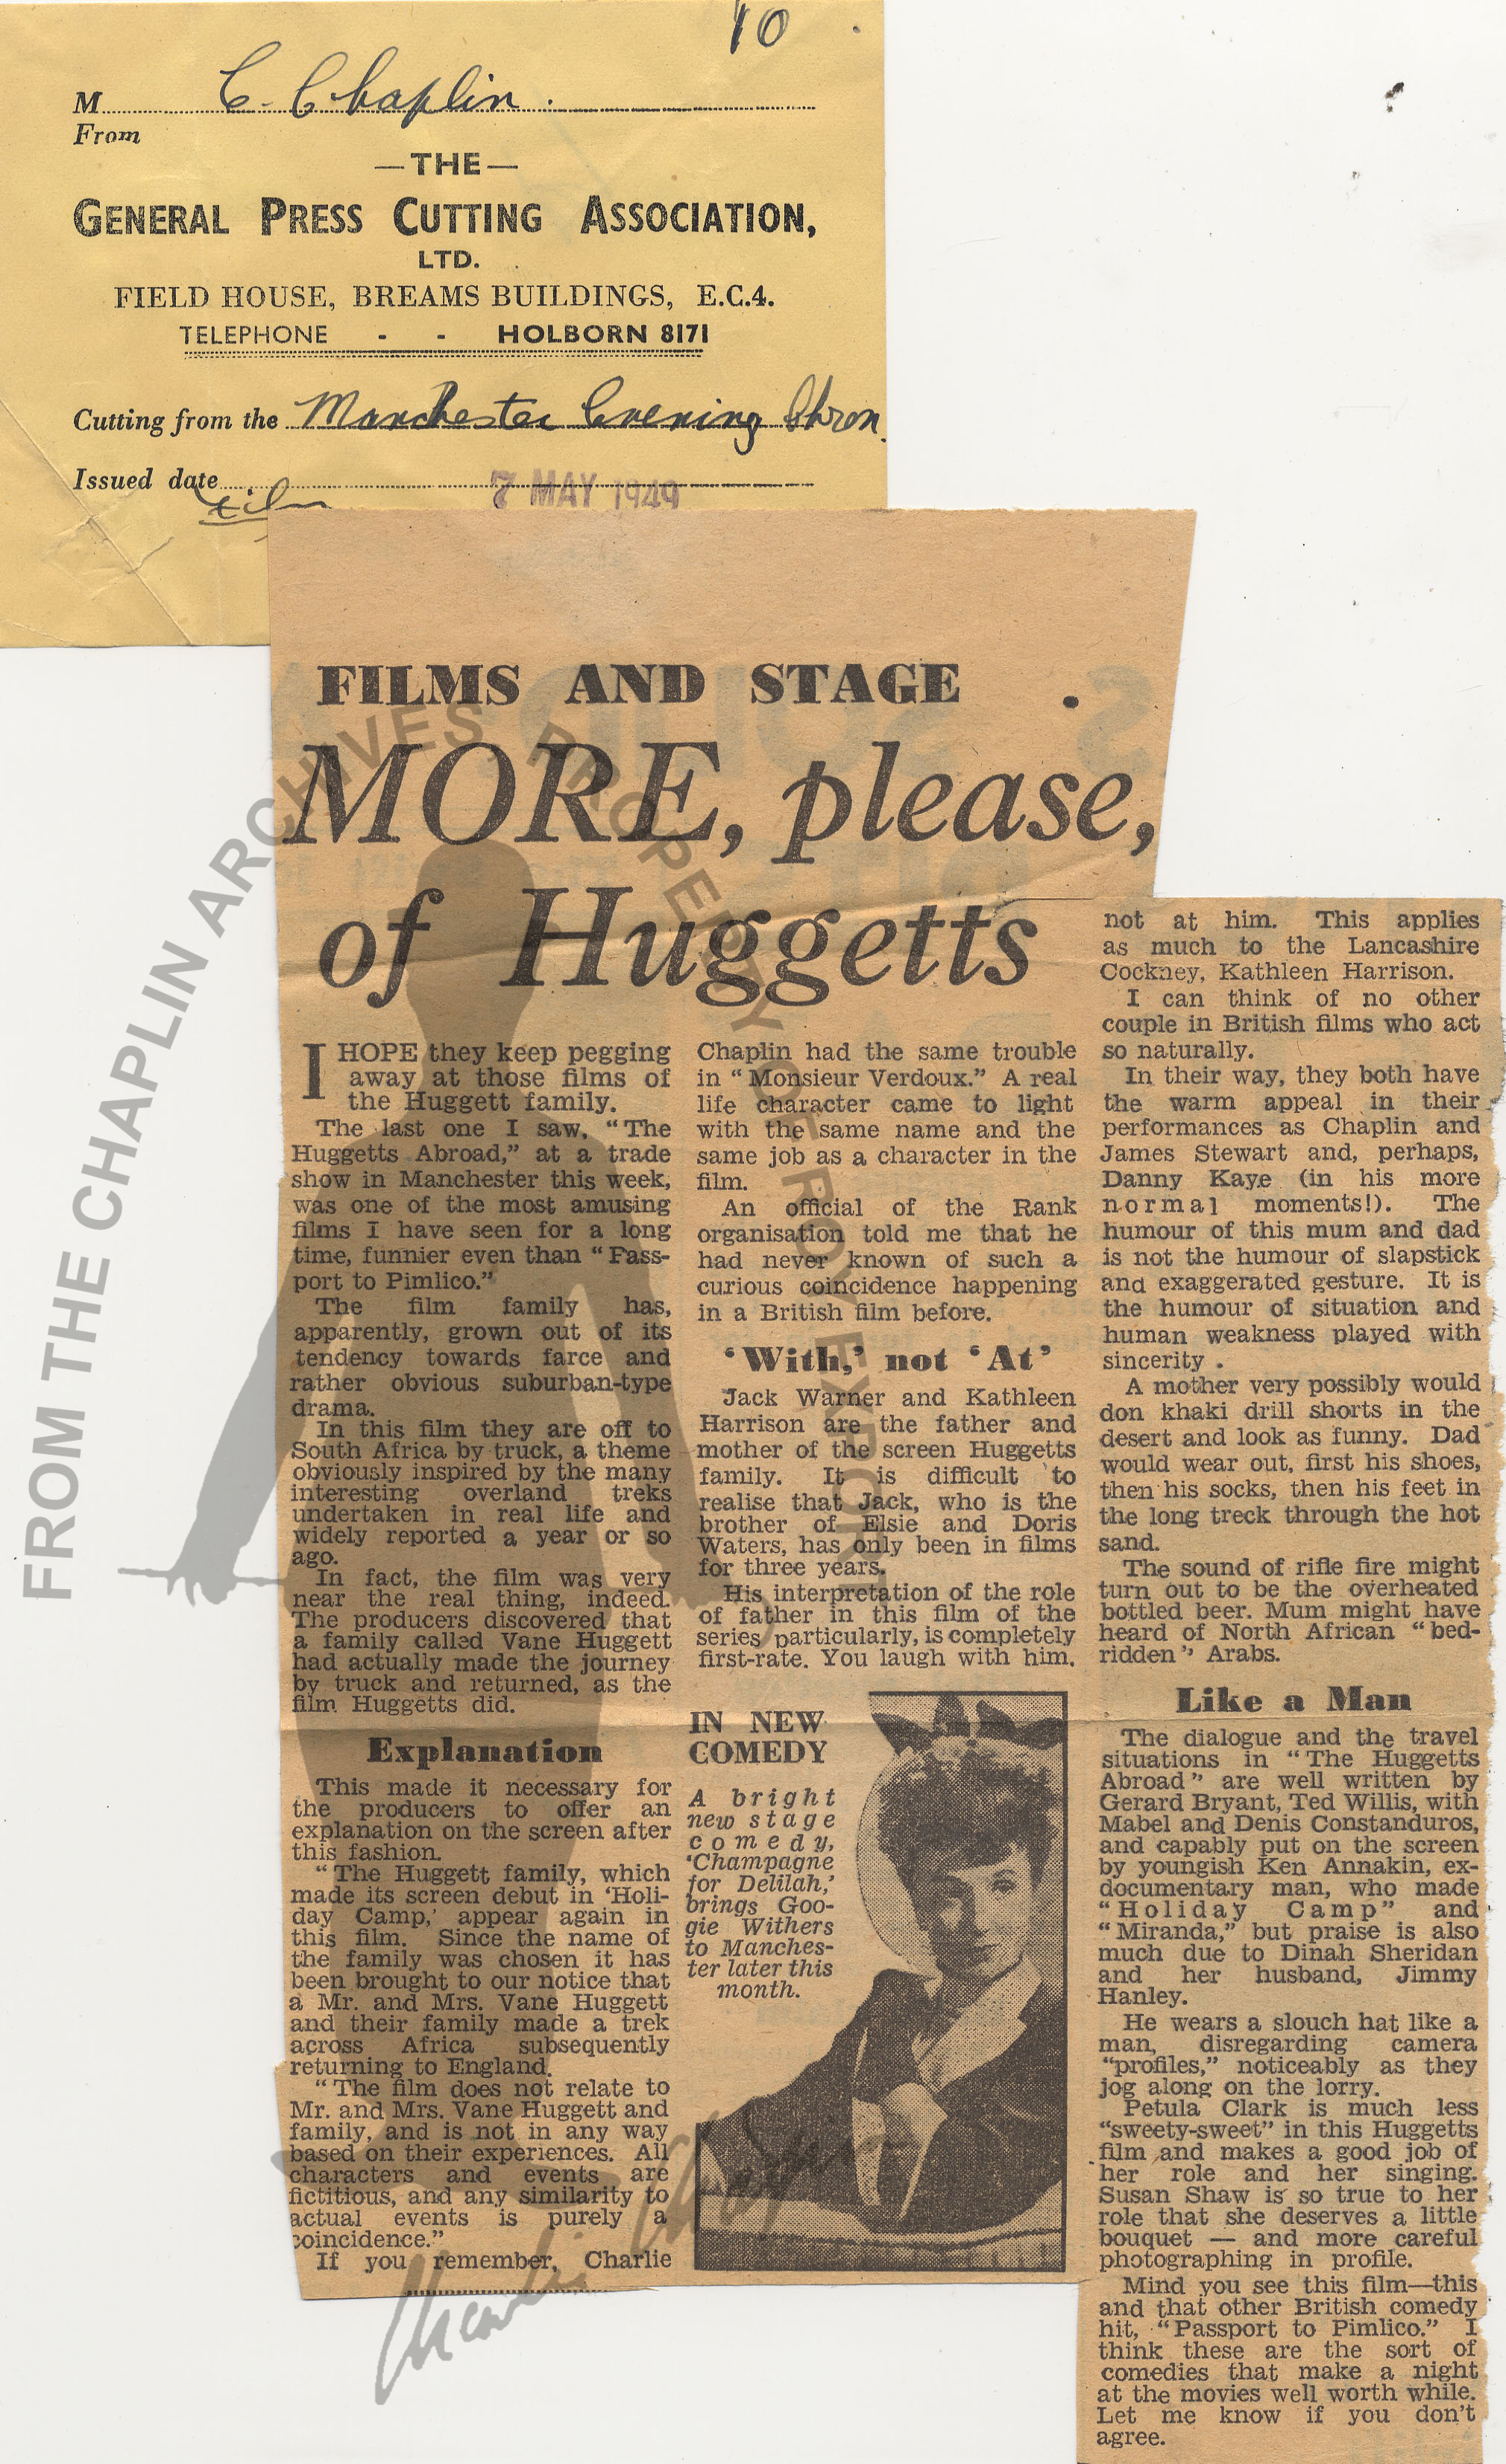 10
M C. Chaplin.
From
—THE—
GENERAL PRESS CUTTING ASSOCIATION,
LTD.
FIELD HOUSE, BREAMS BUILDINGS, E.C.4.
TELEPHONE - - HOLBORN 8171
Cutting from the Manchester Evening Chron.
Issued date 7 MAY 1949
Film
FILMS AND STAGE .
MORE, please,
of Huggetts
I HOPE they keep pegging
away at those films of
the Huggett family.
The last one I saw, “The
Huggetts Abroad,” at a trade
show in Manchester this week,
was one of the most amusing
films I have seen for a long
time, funnier even than “Pass-
port to Pimlico.”
The film family has,
apparently, grown out of its
tendency towards farce and
rather obvious suburban-type
drama.
In this film they are off to
South Africa by truck, a theme
obviously inspired by the many
interesting overland treks
undertaken in real life and
widely reported a year or so
ago.
In fact, the film was very
near the real thing, indeed.
The producers discovered that
a family called Vane Huggett
had actually made the journey
by truck and returned, as the
film Huggetts did.
Explanation
This made it necessary for
the producers to offer an
explanation on the screen after
this fashion.
“The Huggett family, which
made its screen debut in ‘Holi-
day Camp,’ appear again in
this film. Since the name of
the family was chosen it has
been brought to our notice that
a Mr. and Mrs. Vane Huggett
and their family made a trek
across Africa subsequently
returning to England.
“The film does not relate to
Mr. and Mrs. Vane Huggett and
family, and is not in any way
based on their experiences. All
characters and events are
fictitious, and any similarity to
actual events is purely a
coincidence.”
If you remember, Charlie
Chaplin had the same trouble
in “Monsieur Verdoux.” A real
life character came to light
with the same name and the
same job as a character in the
film.
An official of the Rank
organisation told me that he
had never known of such a
curious coincidence happening
in a British film before.
‘With,’ not ‘At’
Jack Warner and Kathleen
Harrison are the father and
mother of the screen Huggetts
family. It is difficult to
realise that Jack, who is the
brother of Elsie and Doris
Waters, has only been in films
for three years.
His interpretation of the role
of father in this film of the
series particularly, is completely
first-rate. You laugh with him,
IN NEW
COMEDY
A bright
new stage
comedy,
‘Champagne
for Delilah,’
brings Goo-
gie Withers
to Manches-
ter later this
month.
not at him. This applies
as much to the Lancashire
Cockney, Kathleen Harrison.
I can think of no other
couple in British films who act
so naturally.
In their way, they both have
the warm appeal in their
performances as Chaplin and
James Stewart and, perhaps,
Danny Kaye (in his more
normal moments!). The
humour of this mum and dad
is not the humour of slapstick
and exaggerated gesture. It is
the humour of situation and
human weakness played with
sincerity .
A mother very possibly would
don khaki drill shorts in the
desert and look as funny. Dad
would wear out, first his shoes,
then his socks, then his feet in
the long treck through the hot
sand.
The sound of rifle fire might
turn out to be the overheated
bottled beer. Mum might have
heard of North African “bed-
ridden” Arabs.
Like a Man
The dialogue and the travel
situations in “The Huggetts
Abroad” are well written by
Gerard Bryant, Ted Willis, with
Mabel and Denis Constanduros,
and capably put on the screen
by youngish Ken Annakin, ex-
documentary man, who made
“Holiday Camp” and
“Miranda,” but praise is also
much due to Dinah Sheridan
and her husband, Jimmy
Hanley.
He wears a slouch hat like a
man, disregarding camera
“profiles,” noticeably as they
jog along on the lorry.
Petula Clark is much less
“sweety-sweet” in this Huggetts
film and makes a good job of
her role and her singing.
Susan Shaw is so true to her
role that she deserves a little
bouquet — and more careful
photographing in profile.
Mind you see this film—this
and that other British comedy
hit, “Passport to Pimlico.” I
think these are the sort of
comedies that make a night
at the movies well worth while.
Let me know if you don't
agree.
FROM THE CHAPLIN ARCHIVES PROPERTY OF ROY EXPORT
Charlie Chaplin